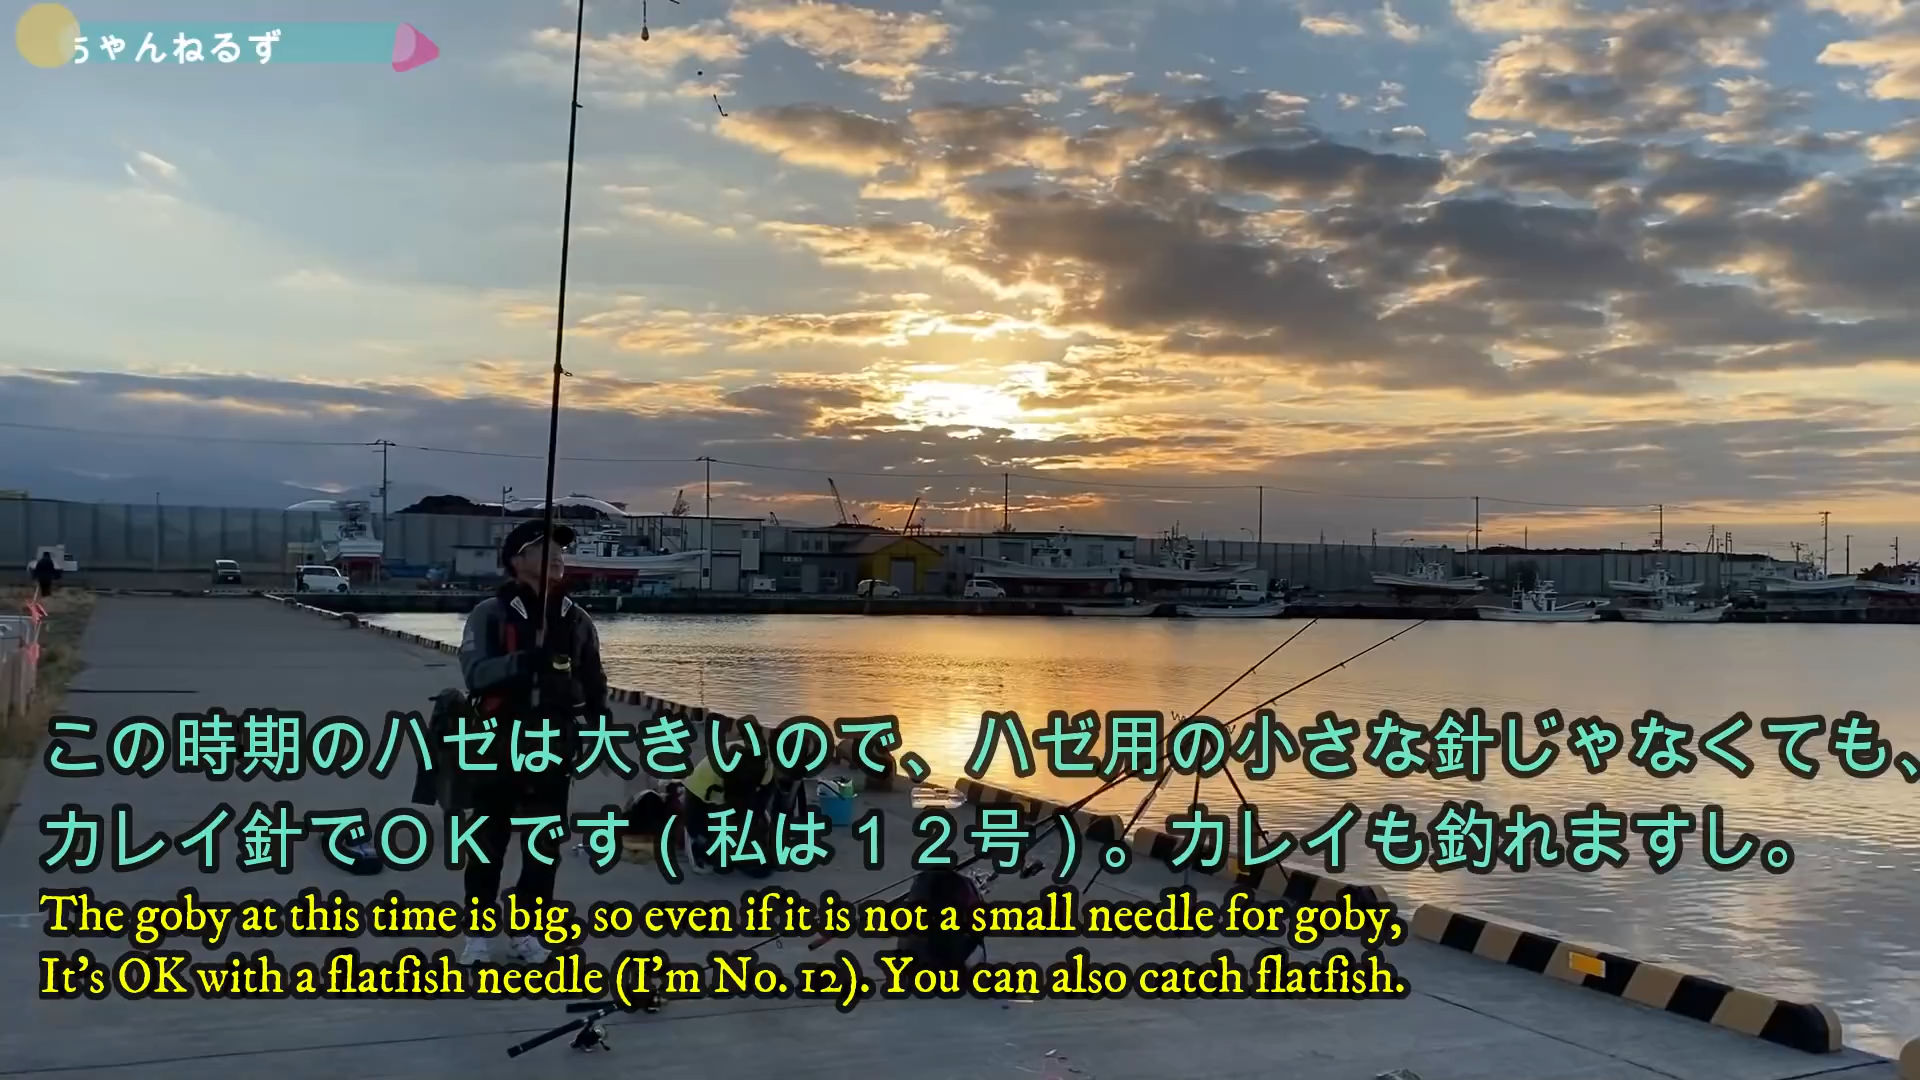 ちゃんねるず
この時期のハゼは大きいので、ハゼ用の小さな針じゃなくても、
カレイ針でＯＫです（私は１２号）。カレイも釣れますし。
The goby at this time is big, so even if it is not a small needle for goby,
It's OK with a flatfish needle (I'm No. 12). You can also catch flatfish.